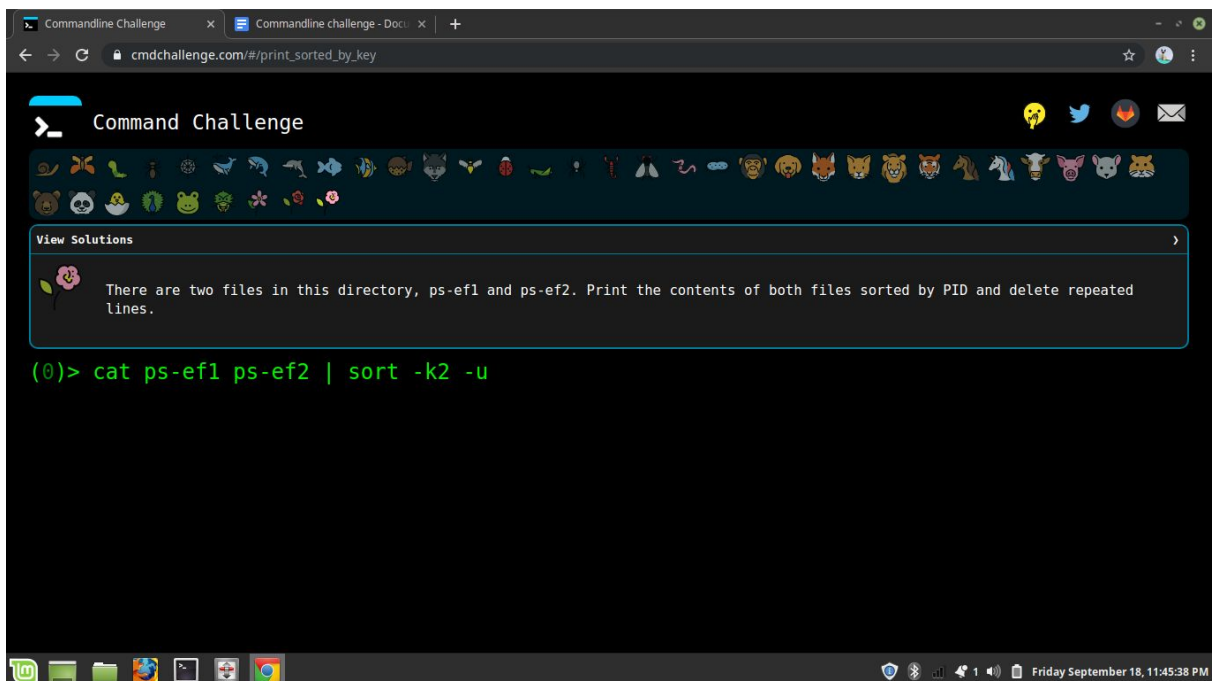 Commandline Challenge
Commandline challenge - Docu
cmdchallenge.com/#/print_sorted_by_key
Command Challenge
View Solutions
There are two files in this directory, ps-ef1 and ps-ef2. Print the contents of both files sorted by PID and delete repeated
lines.
(0)> cat ps-ef1 ps-ef2 | sort -k2 -u
1
Friday September 18, 11:45:38 PM